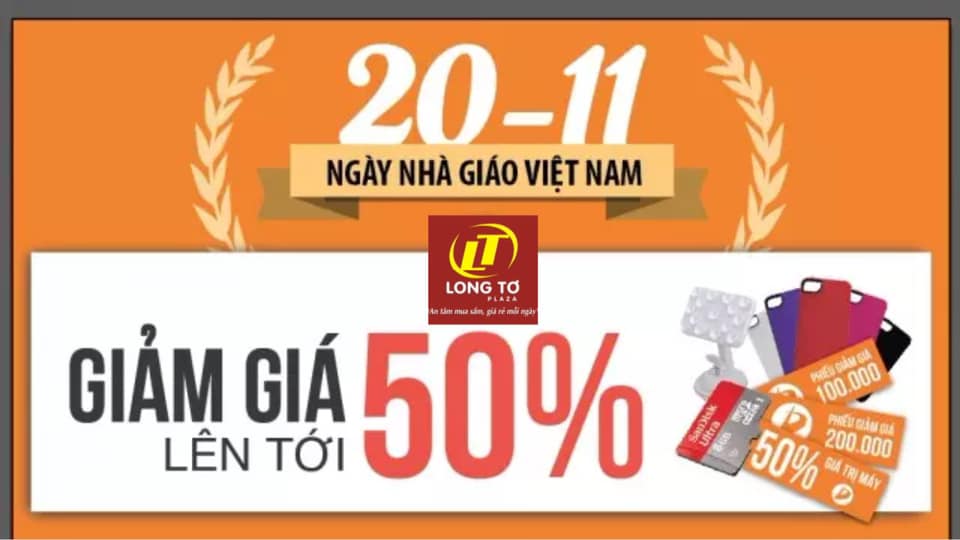 20-11
NGÀY NHÀ GIÁO VIỆT NAM
LT
LONG TƠ
PLAZA
"An tâm mua sắm, giá rẻ mỗi ngày"
GIẢM GIÁ
LÊN TỚI
50%
PHIẾU GIẢM GIÁ
100.000
PHIẾU GIẢM GIÁ
200.000
50%
GIÁ TRỊ MÁY
SanDisk
Ultra
8GB